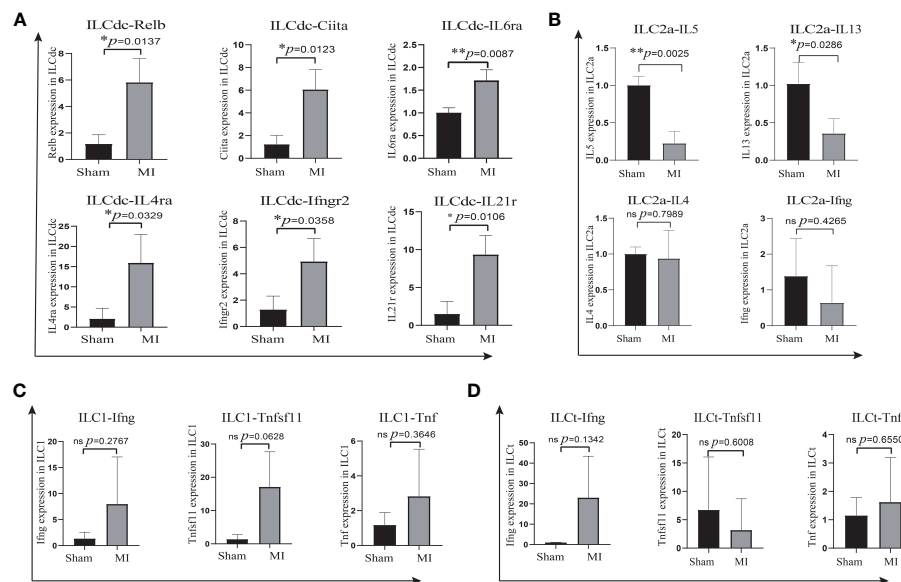 A
ILCdc-Relb
*p=0.0137
Relb expression in ILCdc
8
6
4
2
0
Sham MI
ILCdc-Ciita
*p=0.0123
Ciita expression in ILCdc
10
8
6
4
2
0
Sham MI
ILCdc-IL6ra
**p=0.0087
IL6ra expression in ILCdc
2.5
2.0
1.5
1.0
0.5
0.0
Sham MI
ILCdc-IL4ra
*p=0.0329
IL4ra expression in ILCdc
25
20
15
10
5
0
Sham MI
ILCdc-Ifngr2
*p=0.0358
Ifngr2 expression in ILCdc
8
6
4
2
0
Sham MI
ILCdc-IL21r
* p=0.0106
IL21r expression in ILCdc
15
10
5
0
Sham MI
B
ILC2a-IL5
** p=0.0025
IL5 expression in ILC2a
1.5
1.0
0.5
0.0
Sham MI
ILC2a-IL13
*p=0.0286
IL13 expression in ILC2a
1.5
1.0
0.5
0.0
Sham MI
ILC2a-IL4
ns p=0.7989
IL4 expression in ILC2a
1.5
1.0
0.5
0.0
Sham MI
ILC2a-Ifng
ns p=0.4265
Ifng expression in ILC2a
3
2
1
0
Sham MI
C
ILC1-Ifng
ns p=0.2767
Ifng expression in ILC1
20
15
10
5
0
Sham MI
ILC1-Tnfsf11
ns p=0.0628
Tnfsf11 expression in ILC1
30
20
10
0
Sham MI
ILC1-Tnf
ns p=0.3646
Tnf expression in ILC1
6
4
2
0
Sham MI
D
ILCt-Ifng
ns p=0.1342
Ifng expression in ILCt
50
40
30
20
10
0
Sham MI
ILCt-Tnfsf11
ns p=0.6008
Tnfsf11 expression in ILCt
20
15
10
5
0
Sham MI
ILCt-Tnf
ns p=0.6550
Tnf expression in ILCt
4
3
2
1
0
Sham MI